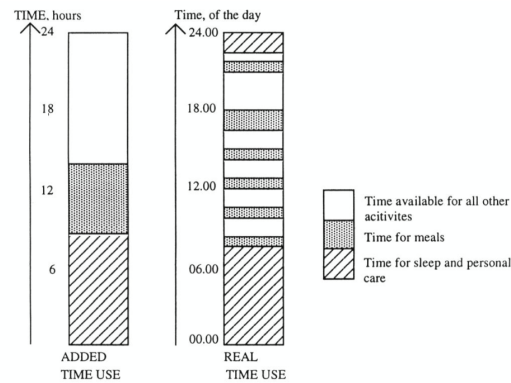 TIME, hours
24
18
12
6
ADDED
TIME USE
Time, of the day
24.00
18.00
12.00
06.00
00.00
REAL
TIME USE
Time available for all other
acitivites
Time for meals
Time for sleep and personal
care